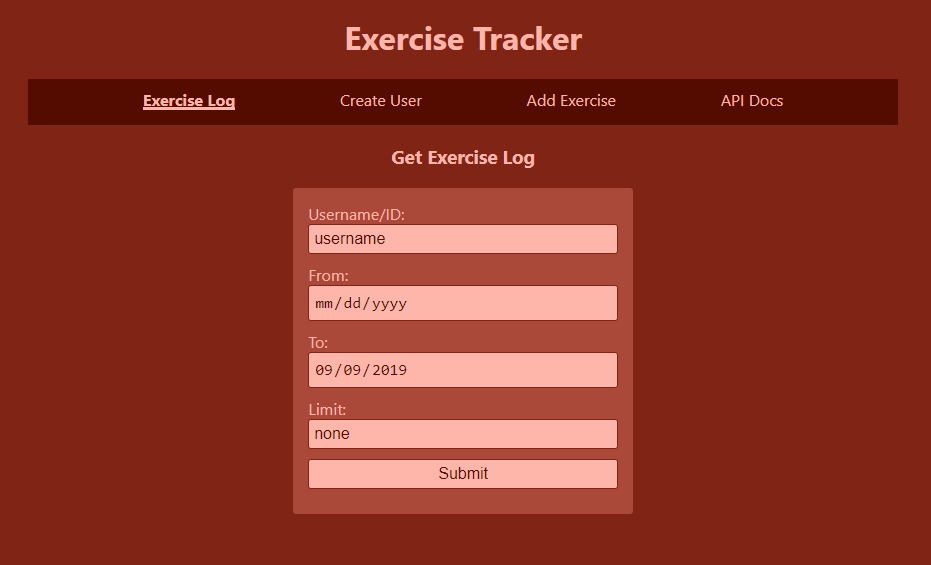 Exercise Tracker
Exercise Log Create User Add Exercise API Docs
Get Exercise Log
Username/ID:
username
From:
mm/dd/yyyy
To:
09/09/2019
Limit:
none
Submit